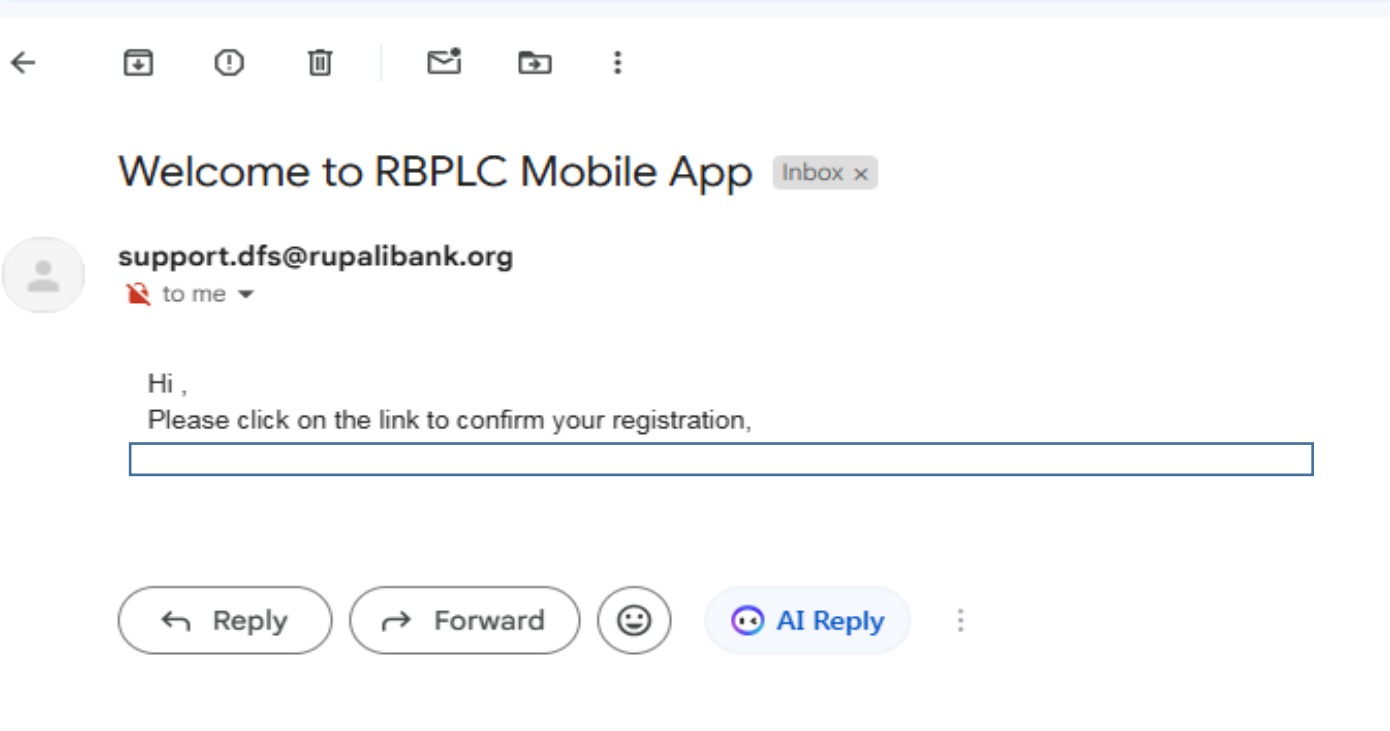 Welcome to RBPLC Mobile App Inbox ×
support.dfs@rupalibank.org
to me
Hi ,
Please click on the link to confirm your registration,
Reply Forward AI Reply